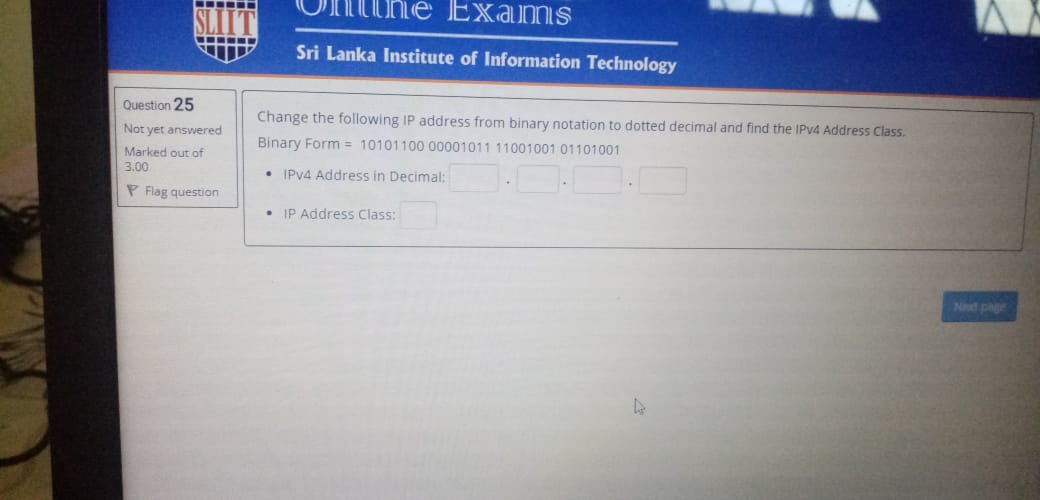 SLIIT
Online Exams
Sri Lanka Institute of Information Technology
Question 25
Not yet answered
Marked out of
3.00
Flag question
Change the following IP address from binary notation to dotted decimal and find the IPv4 Address Class.
Binary Form = 10101100 00001011 11001001 01101001
• IPv4 Address in Decimal: . . .
• IP Address Class:
Next page